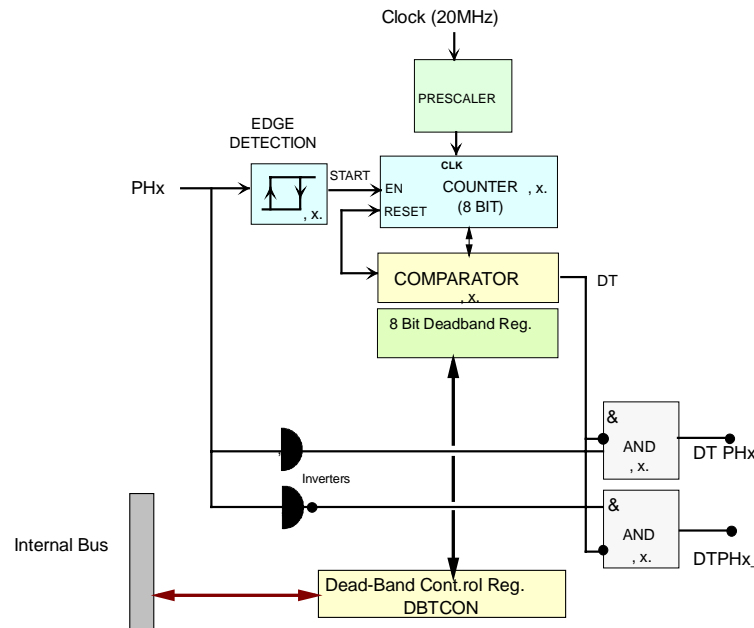 Clock (20MHz)
PRESCALER
EDGE
DETECTION
CLK
START
PHx
EN
COUNTER , x.
(8 BIT)
RESET
, x.
COMPARATOR
, x.
DT
8 Bit Deadband Reg.
&
AND
, x.
DT PHx
,
Inverters
&
AND
, x.
DTPHx_
Internal Bus
Dead-Band Cont.rol Reg.
DBTCON